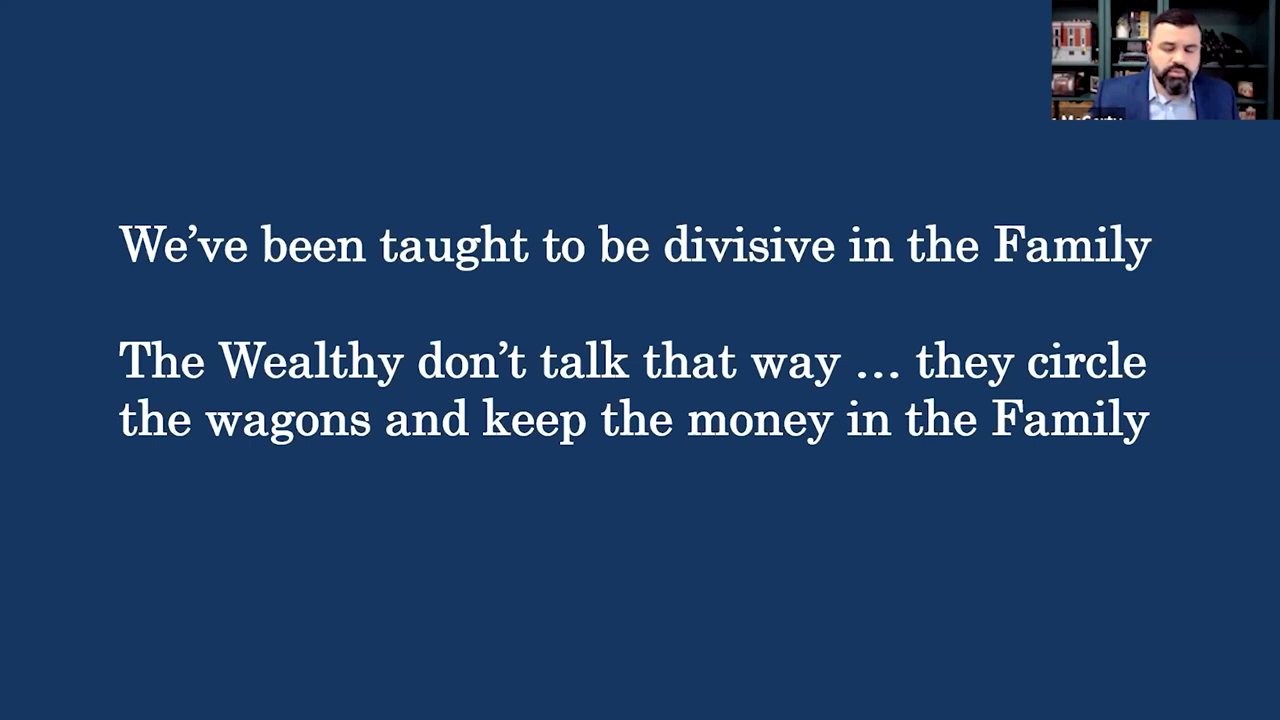 We’ve been taught to be divisive in the Family
The Wealthy don’t talk that way … they circle
the wagons and keep the money in the Family